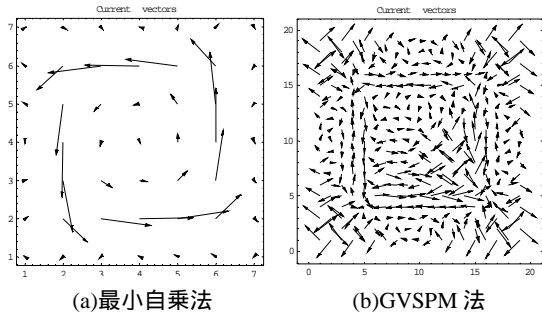 Current vectors
7
6
5
4
3
2
1
1 2 3 4 5 6 7
(a)最小自乗法
Current vectors
20
15
10
5
0
0 5 10 15 20
(b)GVSPM 法